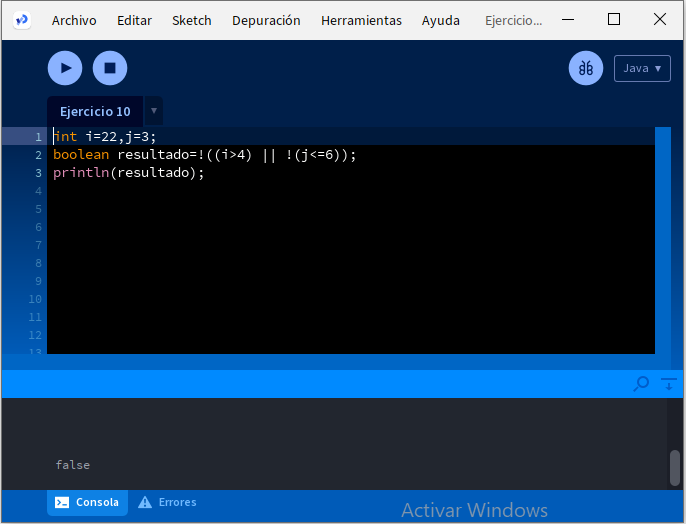 Archivo Editar Sketch Depuración Herramientas Ayuda Ejercicio...
Java ▾
Ejercicio 10 ▾
1 int i=22,j=3;
2 boolean resultado=!((i>4) || !(j<=6));
3 println(resultado);
4
5
6
7
8
9
10
11
12
13
false
Consola Errores
Activar Windows